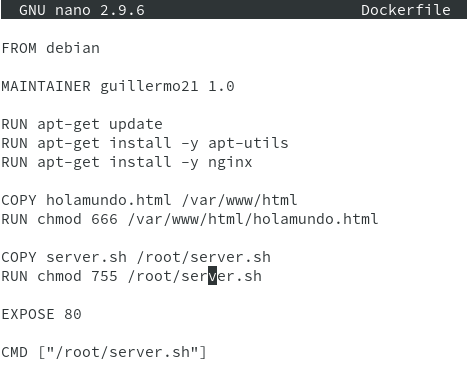 GNU nano 2.9.6 Dockerfile
FROM debian
MAINTAINER guillermo21 1.0
RUN apt-get update
RUN apt-get install -y apt-utils
RUN apt-get install -y nginx
COPY holamundo.html /var/www/html
RUN chmod 666 /var/www/html/holamundo.html
COPY server.sh /root/server.sh
RUN chmod 755 /root/server.sh
EXPOSE 80
CMD ["/root/server.sh"]